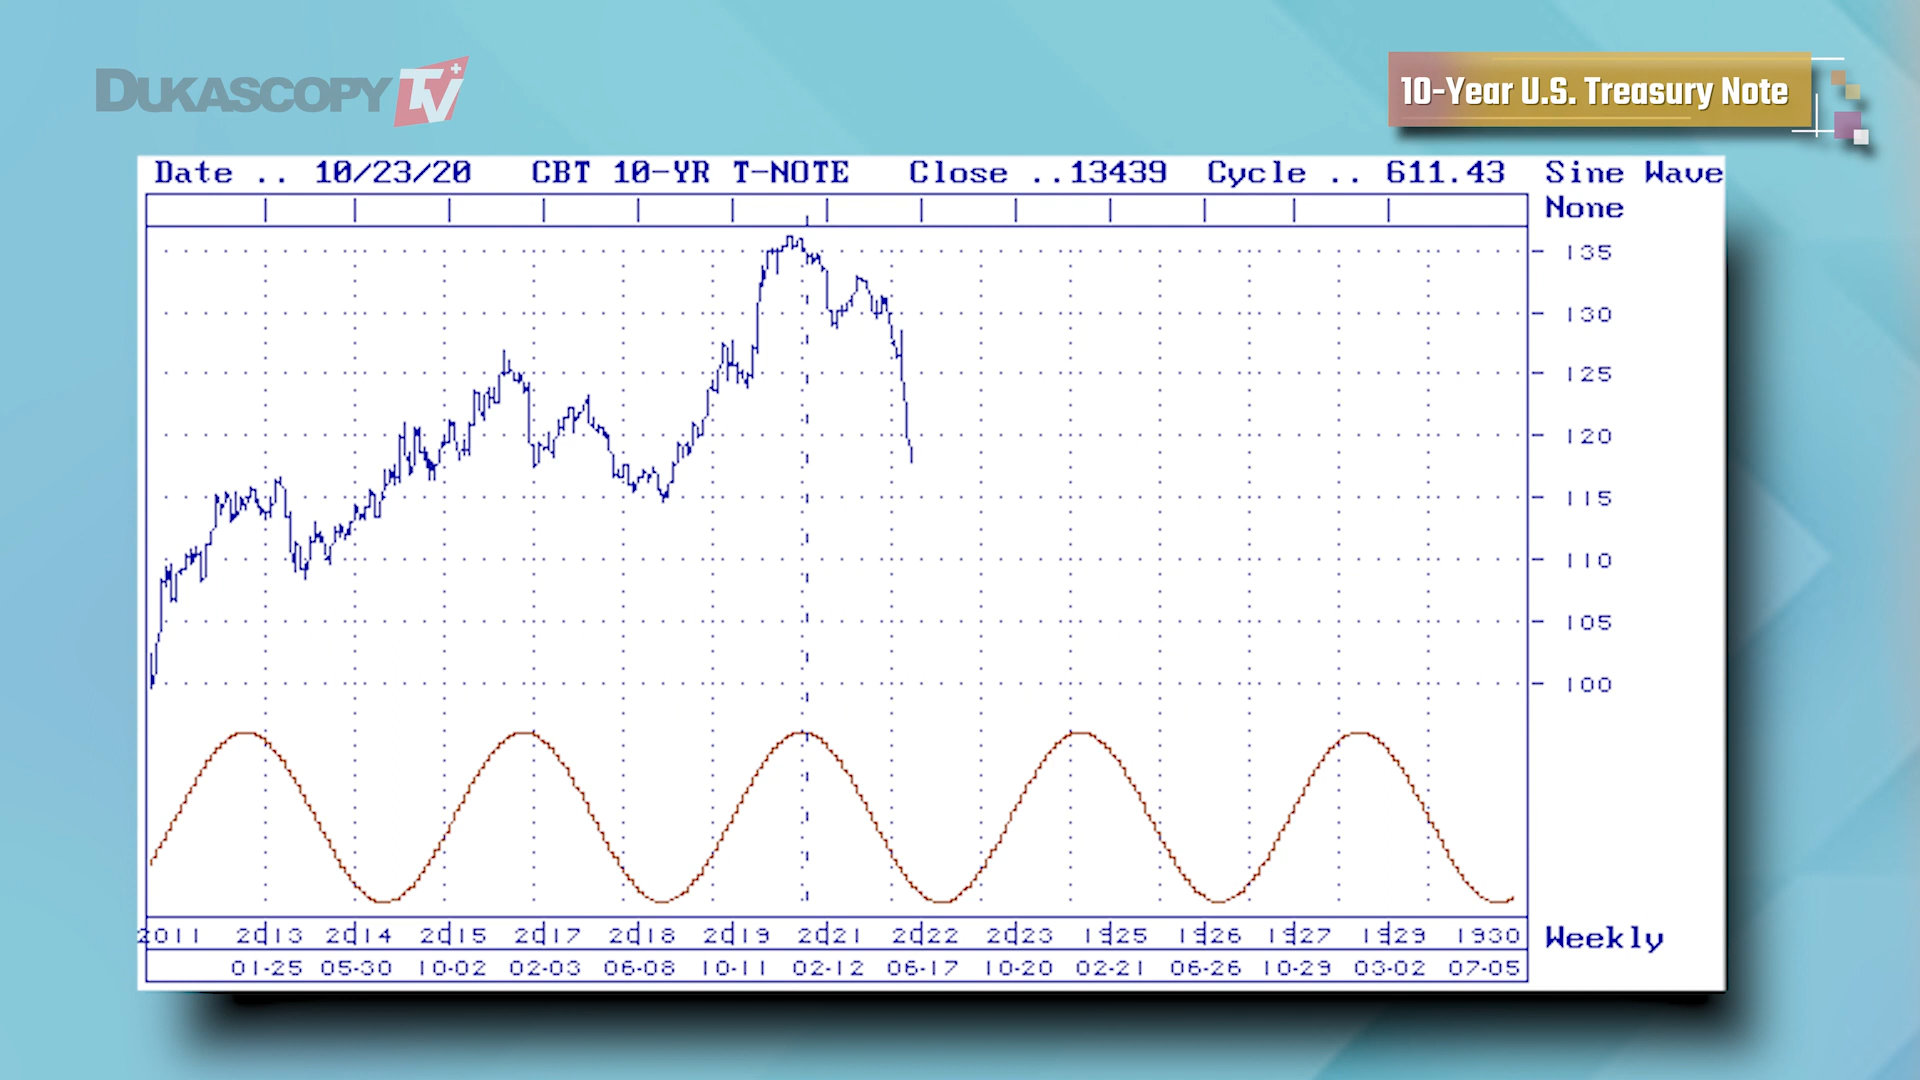 DUKASCOPY TV
10-Year U.S. Treasury Note
Date .. 10/23/20 CBT 10-YR T-NOTE Close ..13439 Cycle .. 611.43 Sine Wave
None
135
130
125
120
115
110
105
100
2011 2013 2014 2015 2017 2018 2019 2021 2022 2023 1925 1926 1927 1929 1930 Weekly
01-25 05-30 10-02 02-03 06-08 10-11 02-12 06-17 10-20 02-21 06-26 10-29 03-02 07-05